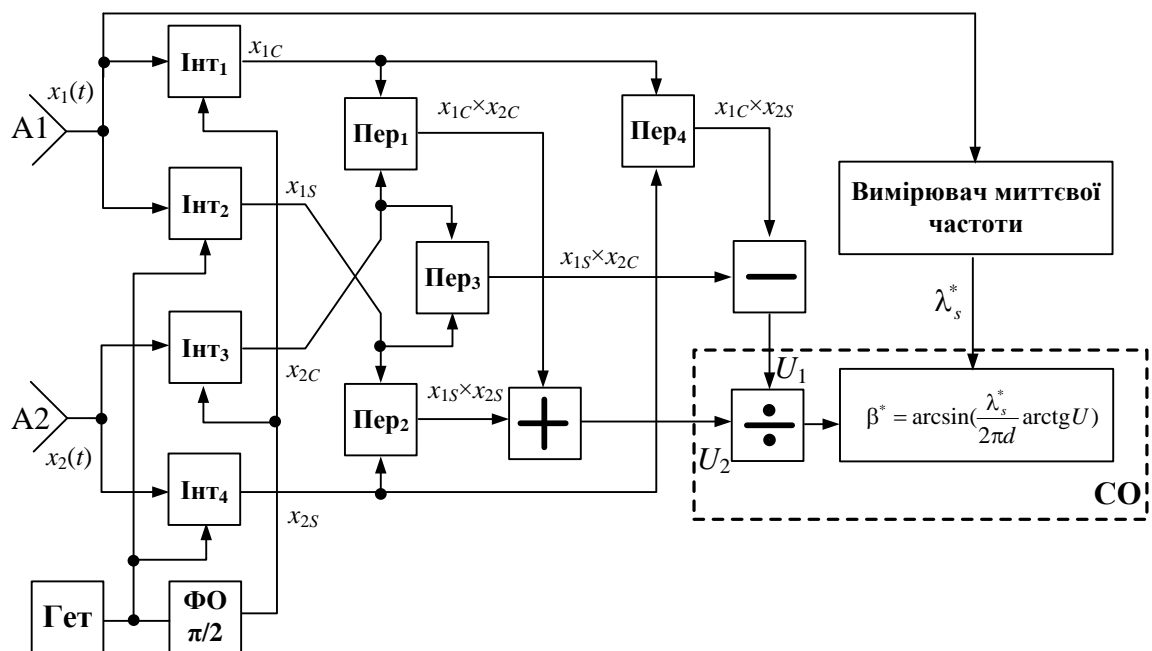 x₁(t)
A1
Інт₁
x₁C
Пер₁
x₁C×x₂C
Пер₄
x₁C×x₂S
Вимірювач миттєвої
частоти
Інт₂
x₁S
Пер₃
x₁S×x₂C
λ*ₛ
Інт₃
x₂C
A2
x₂(t)
Пер₂
x₁S×x₂S
U₁
U₂
β* = arcsin(λ*ₛ/2πd arctgU)
СО
Інт₄
x₂S
Гет
ФО
π/2